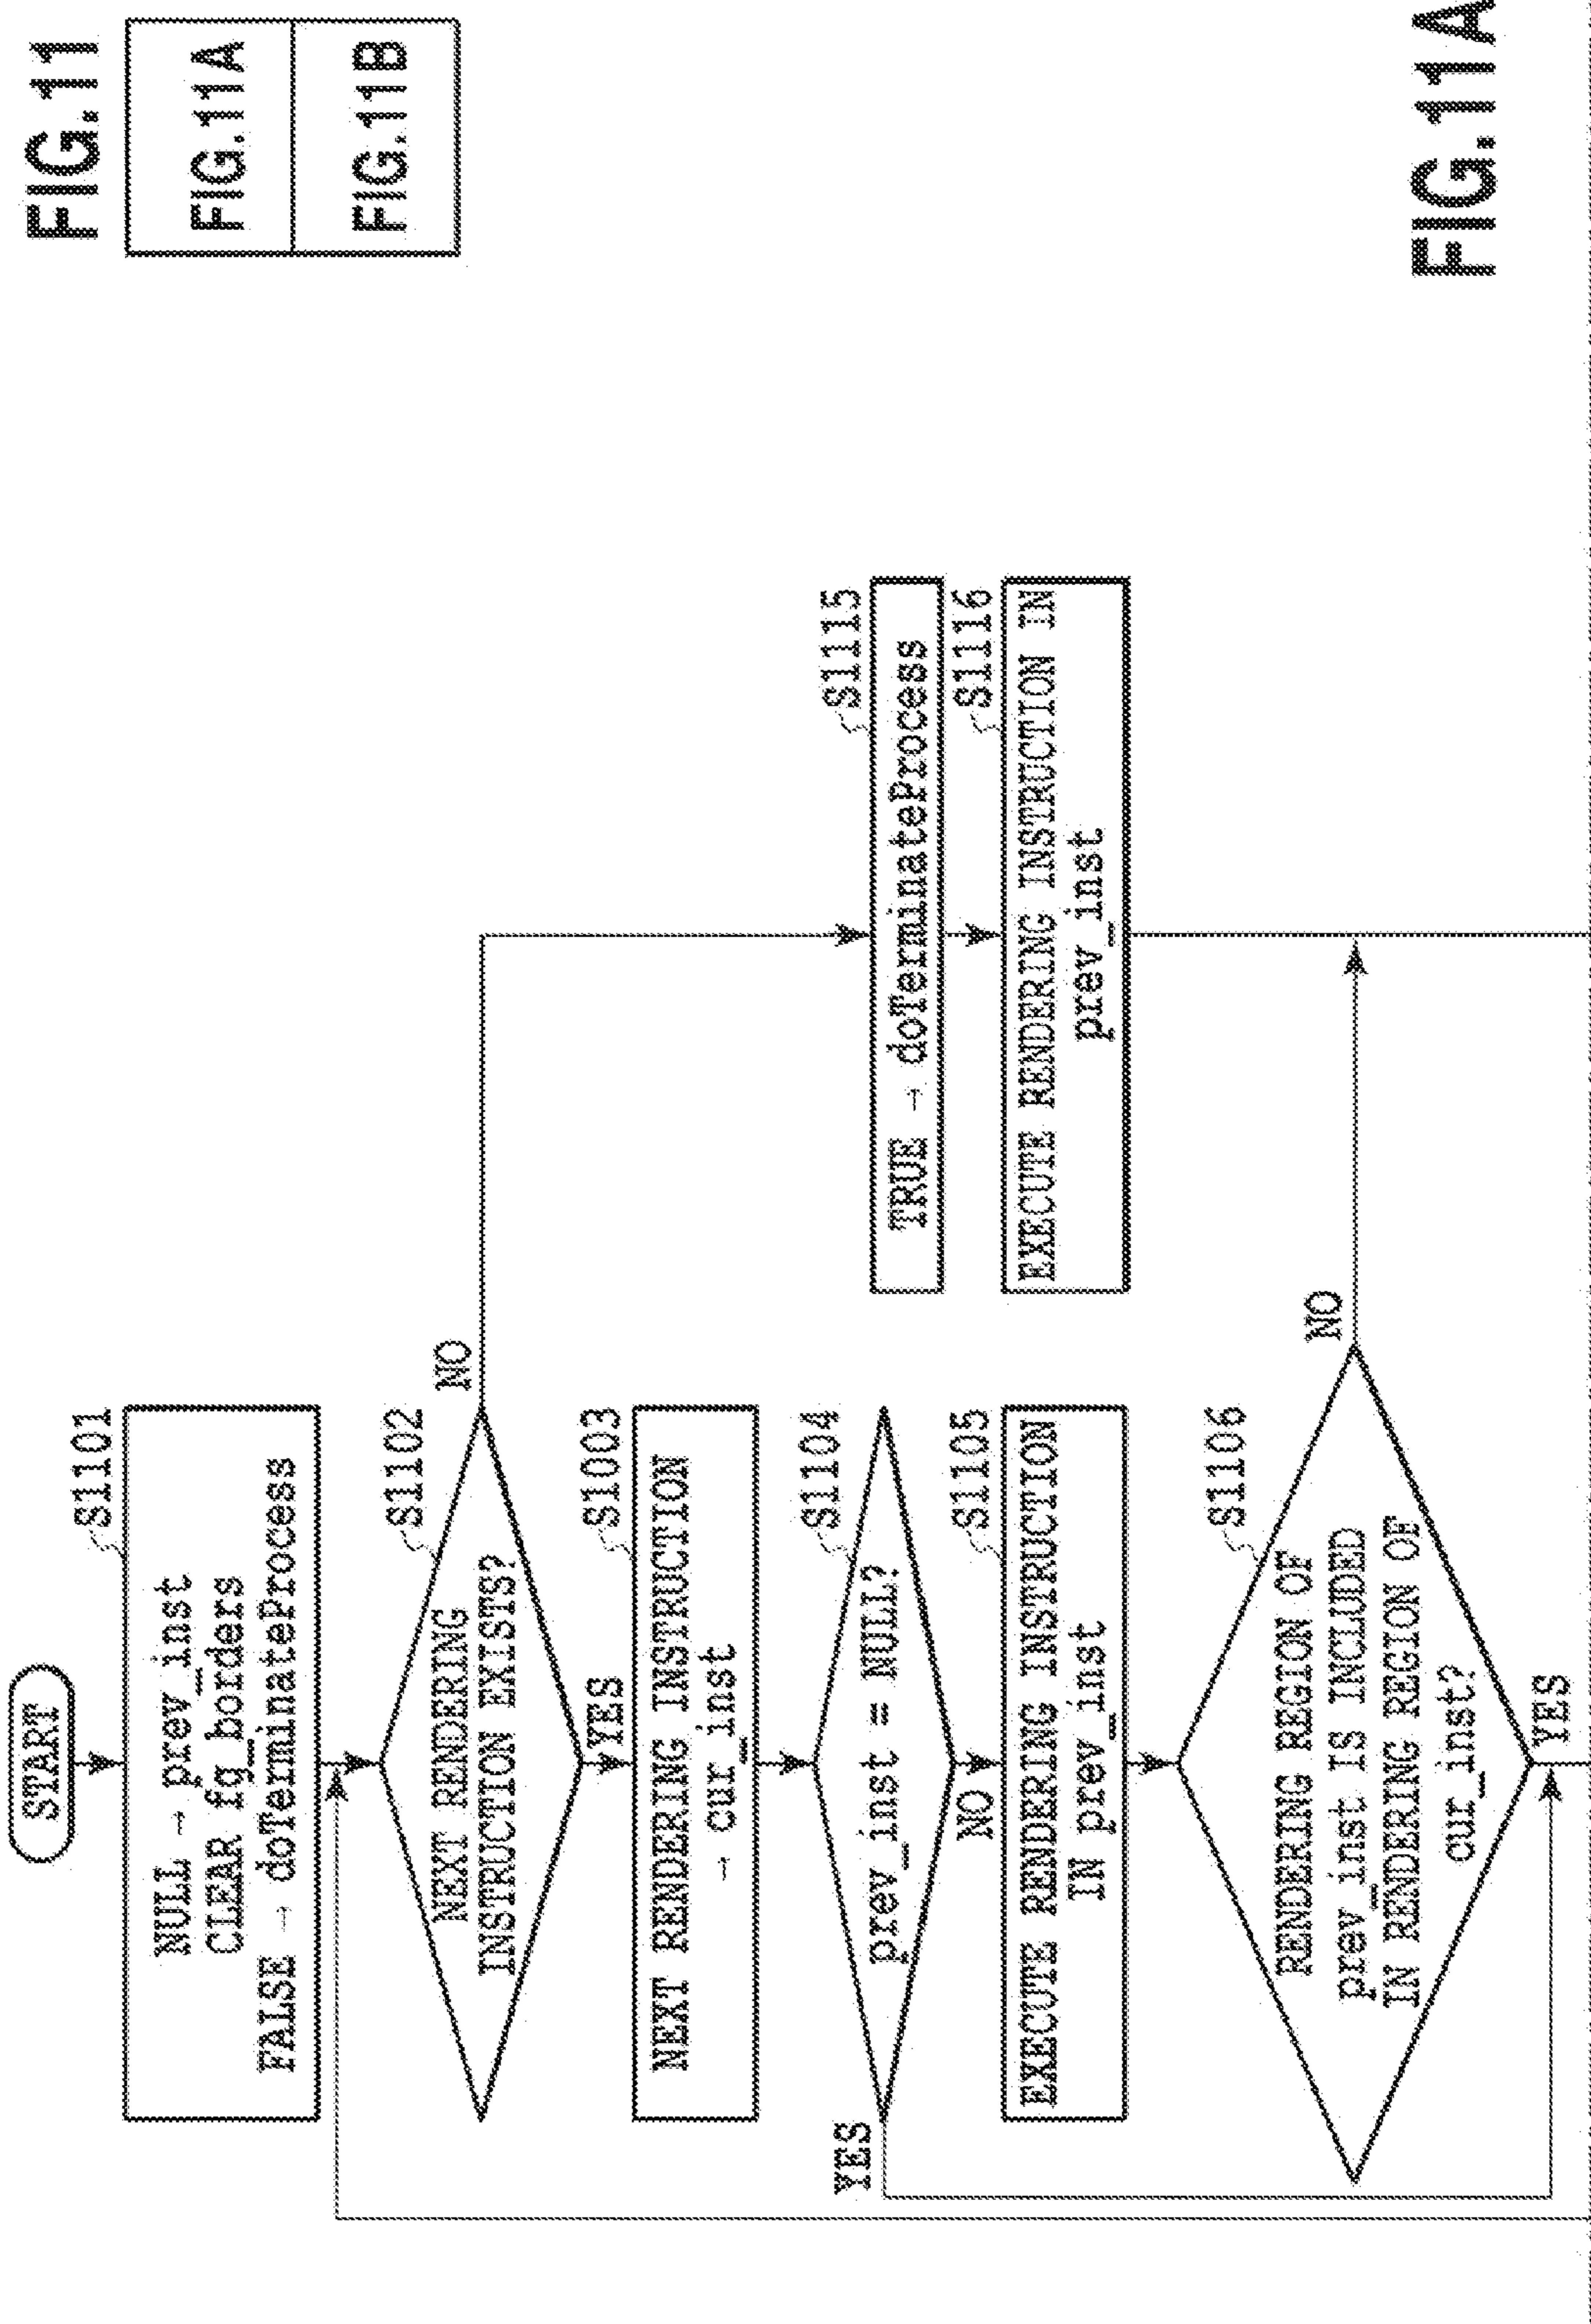 FIG.11
FIG.11A
FIG.11B
START
S1101
NULL → prev_inst
CLEAR fg_borders
FALSE → doTerminateProcess
S1102
NEXT RENDERING
INSTRUCTION EXISTS?
NO
YES
S1003
NEXT RENDERING INSTRUCTION
→ cur_inst
S1104
prev_inst = NULL?
YES
NO
S1105
EXECUTE RENDERING INSTRUCTION
IN prev_inst
S1106
RENDERING REGION OF
prev_inst IS INCLUDED
IN RENDERING REGION OF
cur_inst?
NO
YES
S1115
TRUE → doTerminateProcess
S1116
EXECUTE RENDERING INSTRUCTION IN
prev_inst
FIG.11A